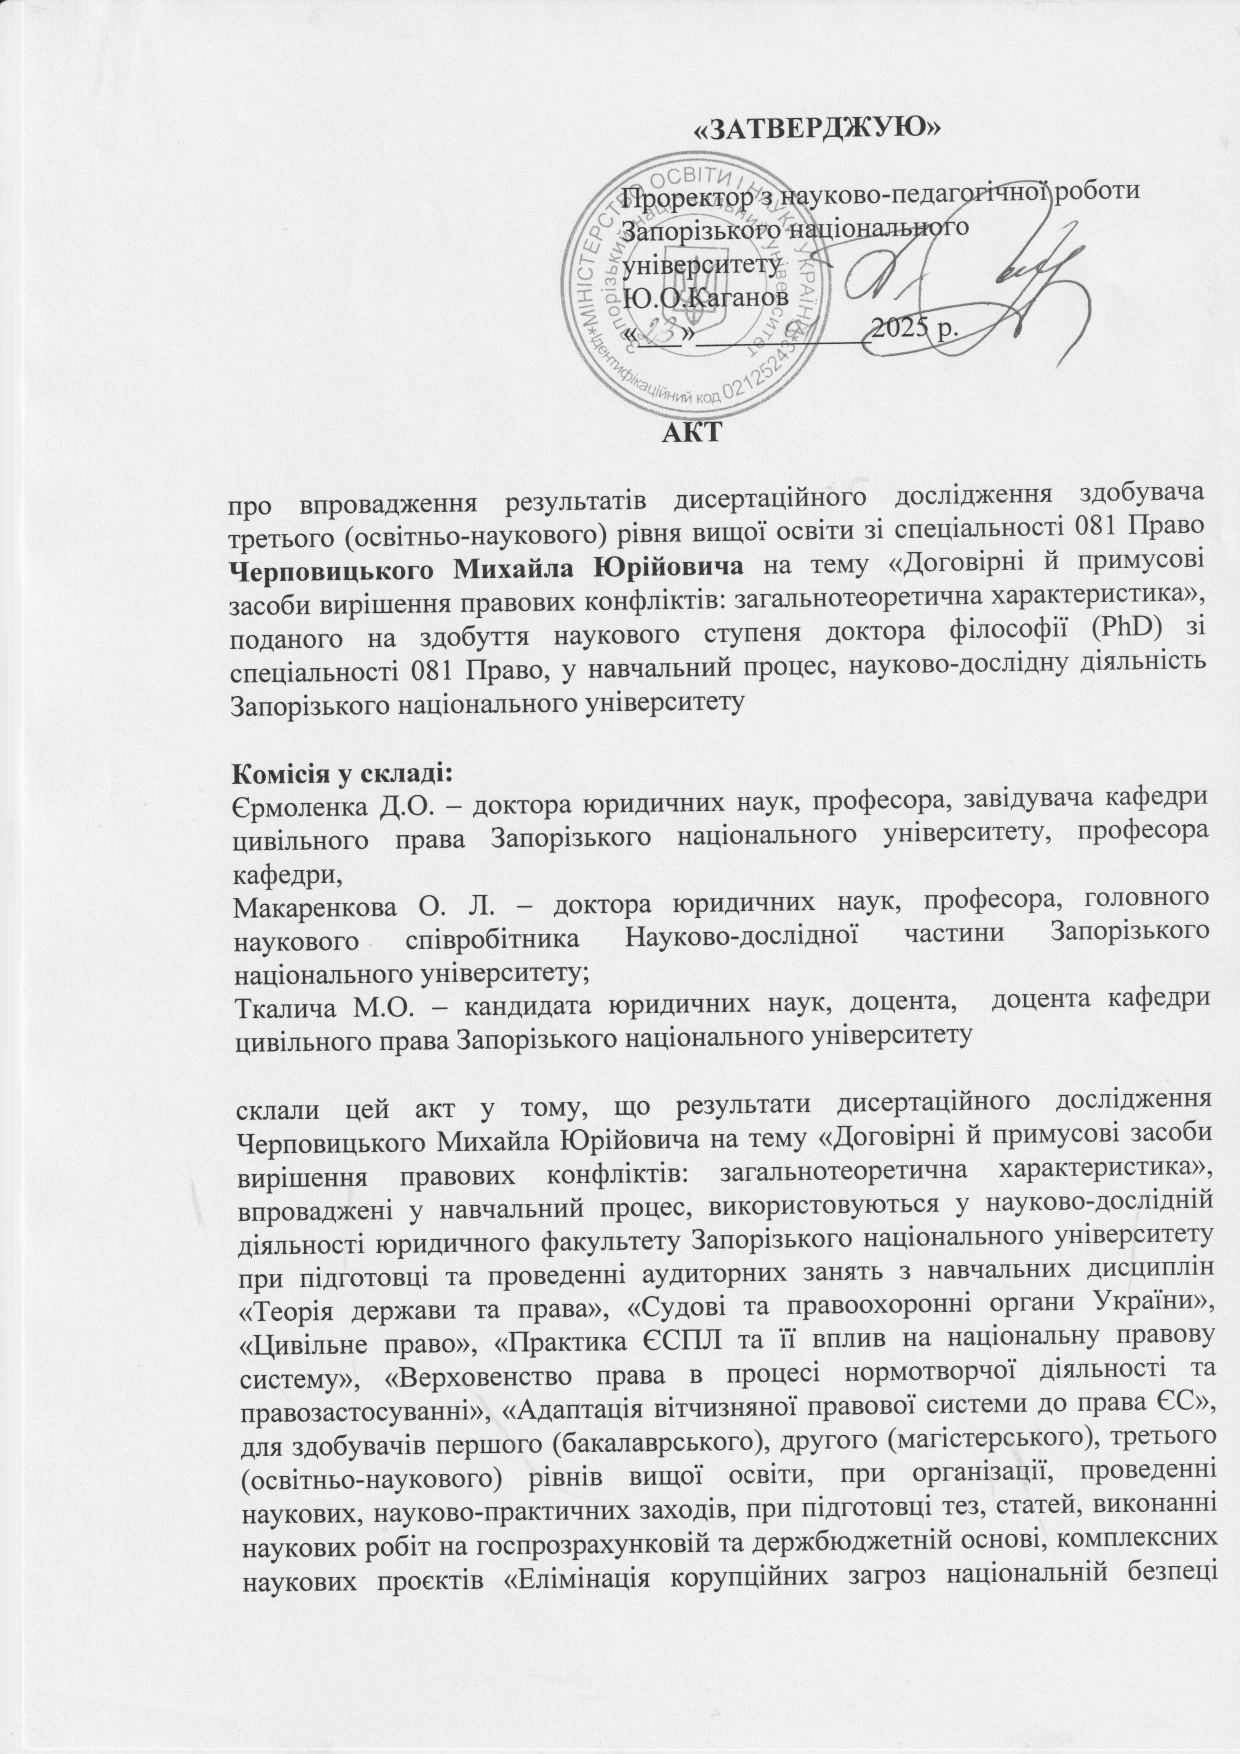 «ЗАТВЕРДЖУЮ»
Проректор з науково-педагогічної роботи
Запорізького національного
університету
Ю.О.Каганов
«___»_____________2025 р.
МІНІСТЕРСТВО ОСВІТИ І НАУКИ УКРАЇНИ
Запорізький національний університет
*Ідентифікаційний код 02125243*
АКТ
про впровадження результатів дисертаційного дослідження здобувача
третього (освітньо-наукового) рівня вищої освіти зі спеціальності 081 Право
Черповицького Михайла Юрійовича на тему «Договірні й примусові
засоби вирішення правових конфліктів: загальнотеоретична характеристика»,
поданого на здобуття наукового ступеня доктора філософії (PhD) зі
спеціальності 081 Право, у навчальний процес, науково-дослідну діяльність
Запорізького національного університету
Комісія у складі:
Єрмоленка Д.О. – доктора юридичних наук, професора, завідувача кафедри
цивільного права Запорізького національного університету, професора
кафедри,
Макаренкова О. Л. – доктора юридичних наук, професора, головного
наукового співробітника Науково-дослідної частини Запорізького
національного університету;
Ткалича М.О. – кандидата юридичних наук, доцента, доцента кафедри
цивільного права Запорізького національного університету
склали цей акт у тому, що результати дисертаційного дослідження
Черповицького Михайла Юрійовича на тему «Договірні й примусові засоби
вирішення правових конфліктів: загальнотеоретична характеристика»,
впроваджені у навчальний процес, використовуються у науково-дослідній
діяльності юридичного факультету Запорізького національного університету
при підготовці та проведенні аудиторних занять з навчальних дисциплін
«Теорія держави та права», «Судові та правоохоронні органи України»,
«Цивільне право», «Практика ЄСПЛ та її вплив на національну правову
систему», «Верховенство права в процесі нормотворчої діяльності та
правозастосуванні», «Адаптація вітчизняної правової системи до права ЄС»,
для здобувачів першого (бакалаврського), другого (магістерського), третього
(освітньо-наукового) рівнів вищої освіти, при організації, проведенні
наукових, науково-практичних заходів, при підготовці тез, статей, виконанні
наукових робіт на госпрозрахунковій та держбюджетній основі, комплексних
наукових проєктів «Елімінація корупційних загроз національній безпеці